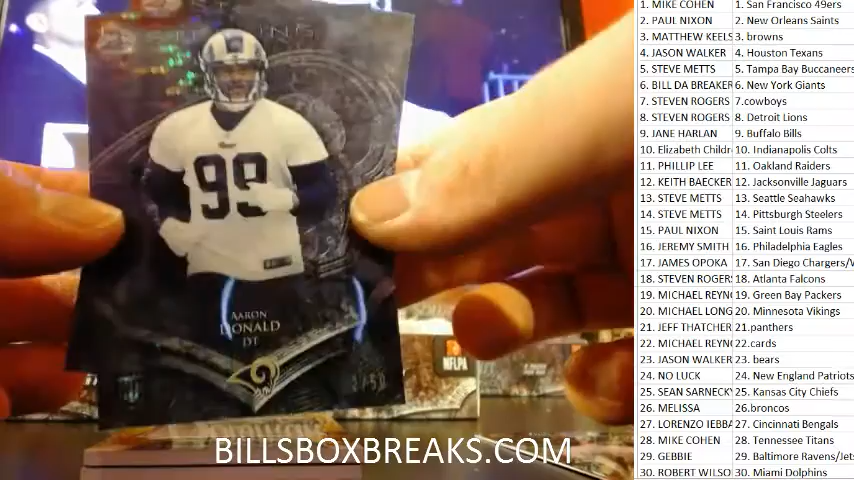 1. MIKE COHEN 1. San Francisco 49ers
2. PAUL NIXON 2. New Orleans Saints
3. MATTHEW KEELS 3. browns
4. JASON WALKER 4. Houston Texans
5. STEVE METTS 5. Tampa Bay Buccaneers
6. BILL DA BREAKER 6. New York Giants
7. STEVEN ROGERS 7.cowboys
8. STEVEN ROGERS 8. Detroit Lions
9. JANE HARLAN 9. Buffalo Bills
10. Elizabeth Childr 10. Indianapolis Colts
11. PHILLIP LEE 11. Oakland Raiders
12. KEITH BAECKER 12. Jacksonville Jaguars
13. STEVE METTS 13. Seattle Seahawks
14. STEVE METTS 14. Pittsburgh Steelers
15. PAUL NIXON 15. Saint Louis Rams
16. JEREMY SMITH 16. Philadelphia Eagles
17. JAMES OPOKA 17. San Diego Chargers/V
18. STEVEN ROGERS 18. Atlanta Falcons
19. MICHAEL REYN 19. Green Bay Packers
20. MICHAEL LONG 20. Minnesota Vikings
21. JEFF THATCHER 21.panthers
22. MICHAEL REYN 22.cards
23. JASON WALKER 23. bears
24. NO LUCK 24. New England Patriots
25. SEAN SARNECK 25. Kansas City Chiefs
26. MELISSA 26.broncos
27. LORENZO IEBBA 27. Cincinnati Bengals
28. MIKE COHEN 28. Tennessee Titans
29. GEBBIE 29. Baltimore Ravens/Jets
30. ROBERT WILSO 30. Miami Dolphins
99
AARON
DONALD
DT
NFLPA
BILLSBOXBREAKS.COM